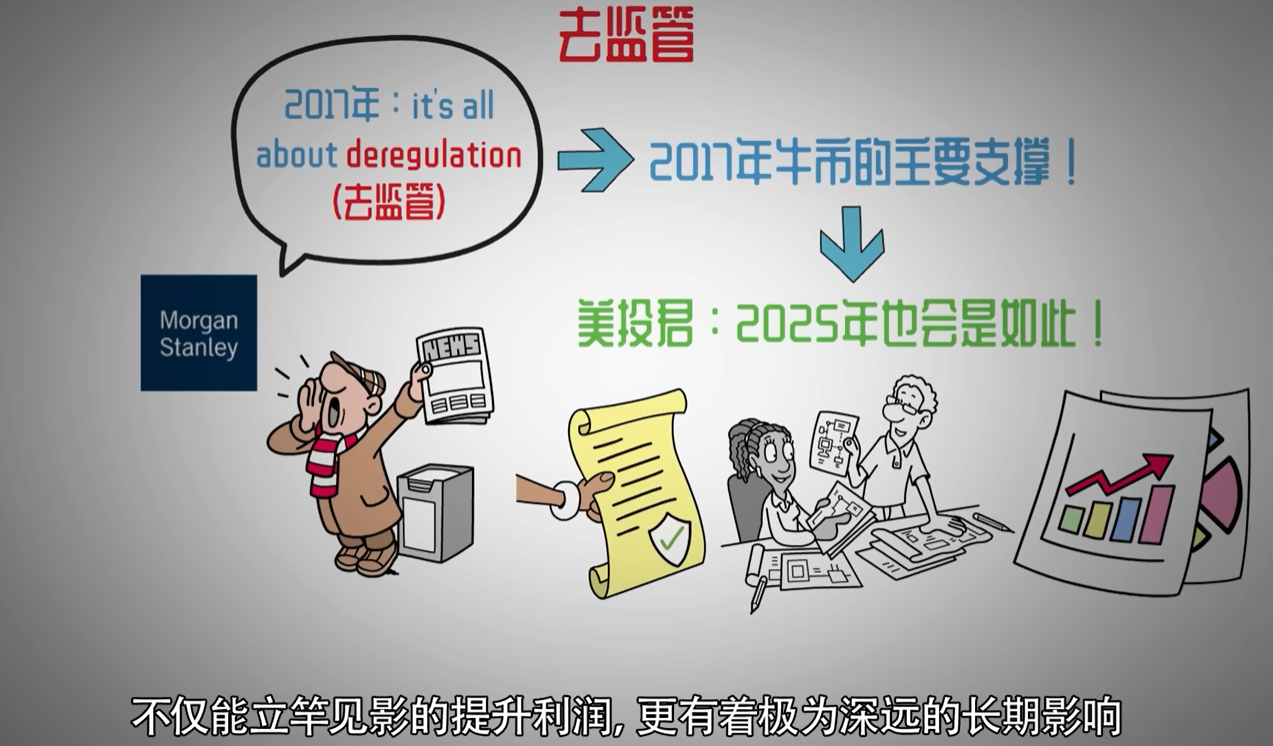 去监管
2017年：it's all
about deregulation
(去监管)
2017年牛市的主要支撑！
美投君：2025年也会是如此！
Morgan
Stanley
NEWS
不仅能立竿见影的提升利润, 更有着极为深远的长期影响